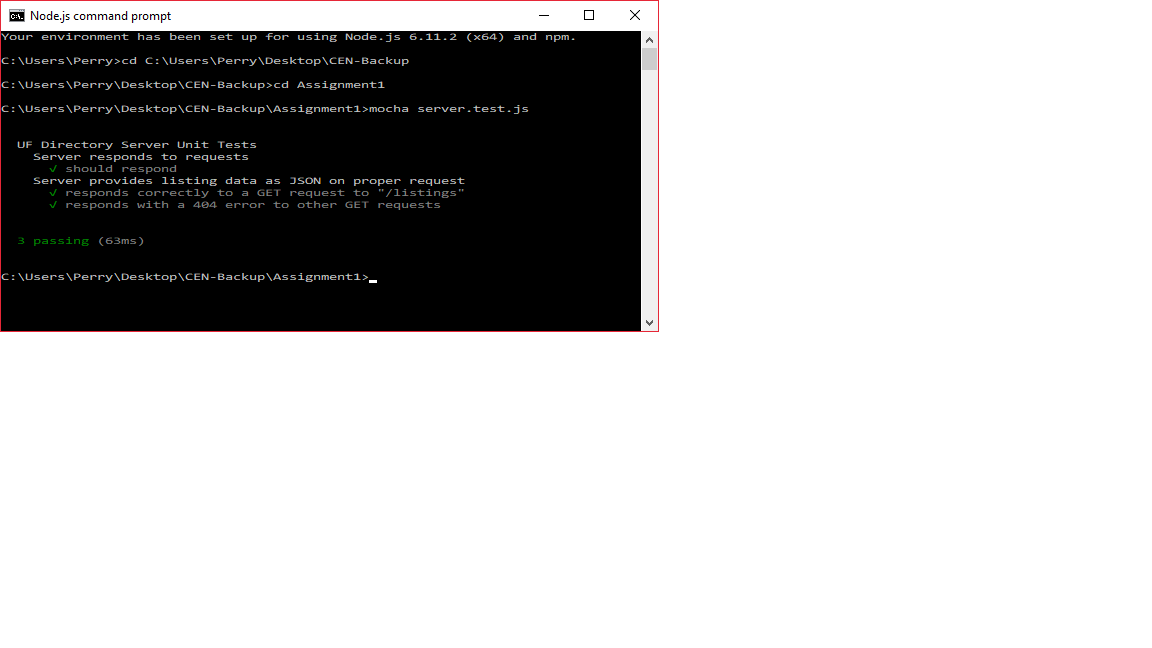 Node.js command prompt
Your environment has been set up for using Node.js 6.11.2 (x64) and npm.
C:\Users\Perry>cd C:\Users\Perry\Desktop\CEN-Backup
C:\Users\Perry\Desktop\CEN-Backup>cd Assignment1
C:\Users\Perry\Desktop\CEN-Backup\Assignment1>mocha server.test.js
UF Directory Server Unit Tests
Server responds to requests
√ should respond
Server provides listing data as JSON on proper request
√ responds correctly to a GET request to "/listings"
√ responds with a 404 error to other GET requests
3 passing (63ms)
C:\Users\Perry\Desktop\CEN-Backup\Assignment1>